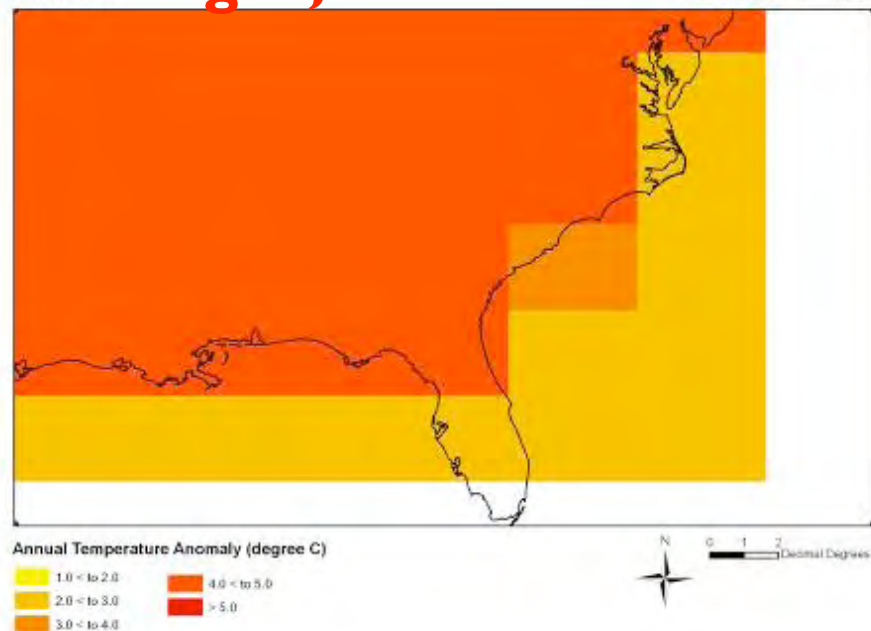 Annual Temperature Anomaly (degree C)
1.0 < to 2.0
2.0 < to 3.0
3.0 < to 4.0
4.0 < to 5.0
> 5.0
N
0 1 2
Decimal Degrees